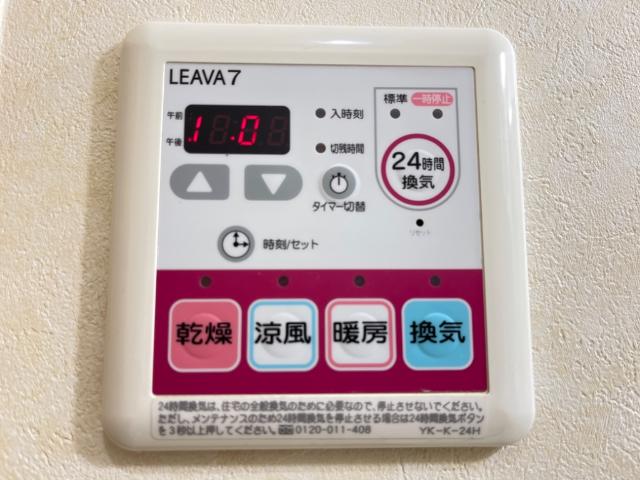 LEAVA7
午前
午後
1.0
入時刻
切残時間
タイマー切替
時刻/セット
標準 一時停止
24時間
換気
リセット
乾燥 涼風 暖房 換気
24時間換気は、住宅の全般換気のために必要なので、停止させないでください。
ただし、メンテナンスのため24時間換気を停止させる場合は24時間換気ボタン
を3秒以上押してください。 0120-011-408 YK-K-24H